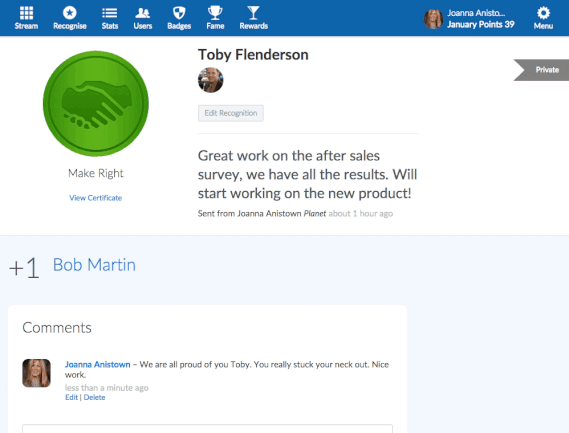 Stream Recognise Stats Users Badges Fame Rewards
Joanna Anisto...
January Points 39
Menu
Toby Flenderson
Private
Edit Recognition
Make Right
View Certificate
Great work on the after sales
survey, we have all the results. Will
start working on the new product!
Sent from Joanna Anistown Planet about 1 hour ago
+1 Bob Martin
Comments
Joanna Anistown – We are all proud of you Toby. You really stuck your neck out. Nice
work.
less than a minute ago
Edit | Delete